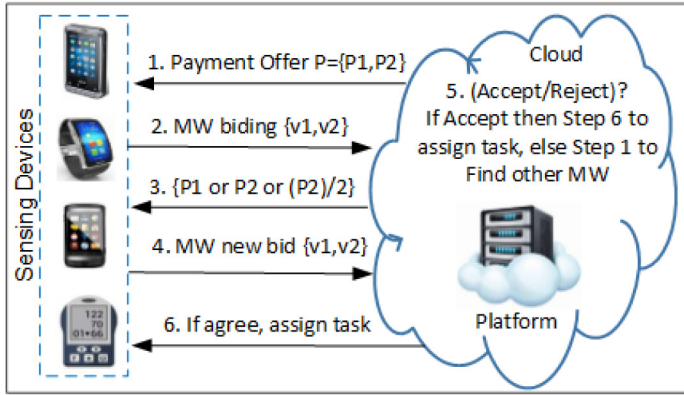 Sensing Devices
1. Payment Offer P={P1,P2}
2. MW biding {v1,v2}
3. {P1 or P2 or (P2)/2}
4. MW new bid {v1,v2}
6. If agree, assign task
Cloud
5. (Accept/Reject)?
If Accept then Step 6 to
assign task, else Step 1 to
Find other MW
Platform
122
70